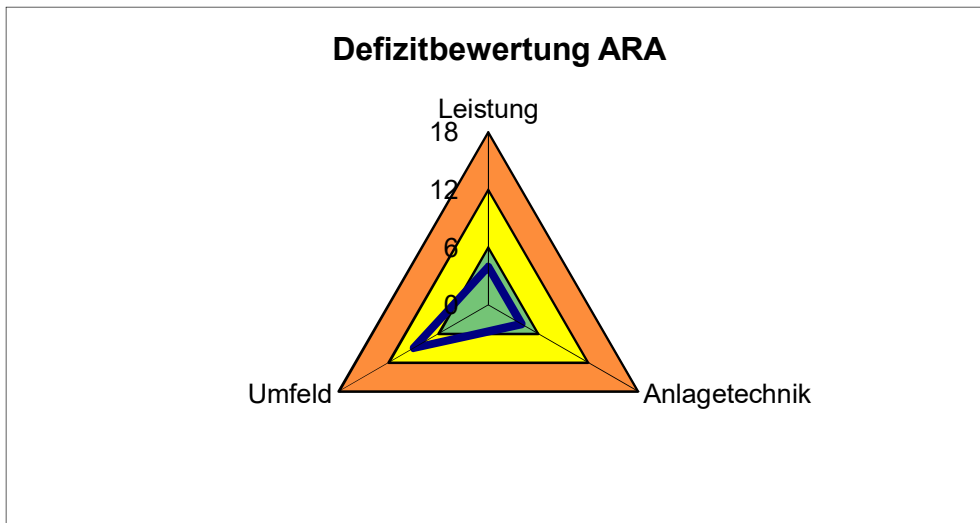 Defizitbewertung ARA
Leistung
18
12
6
0
Umfeld
Anlagetechnik